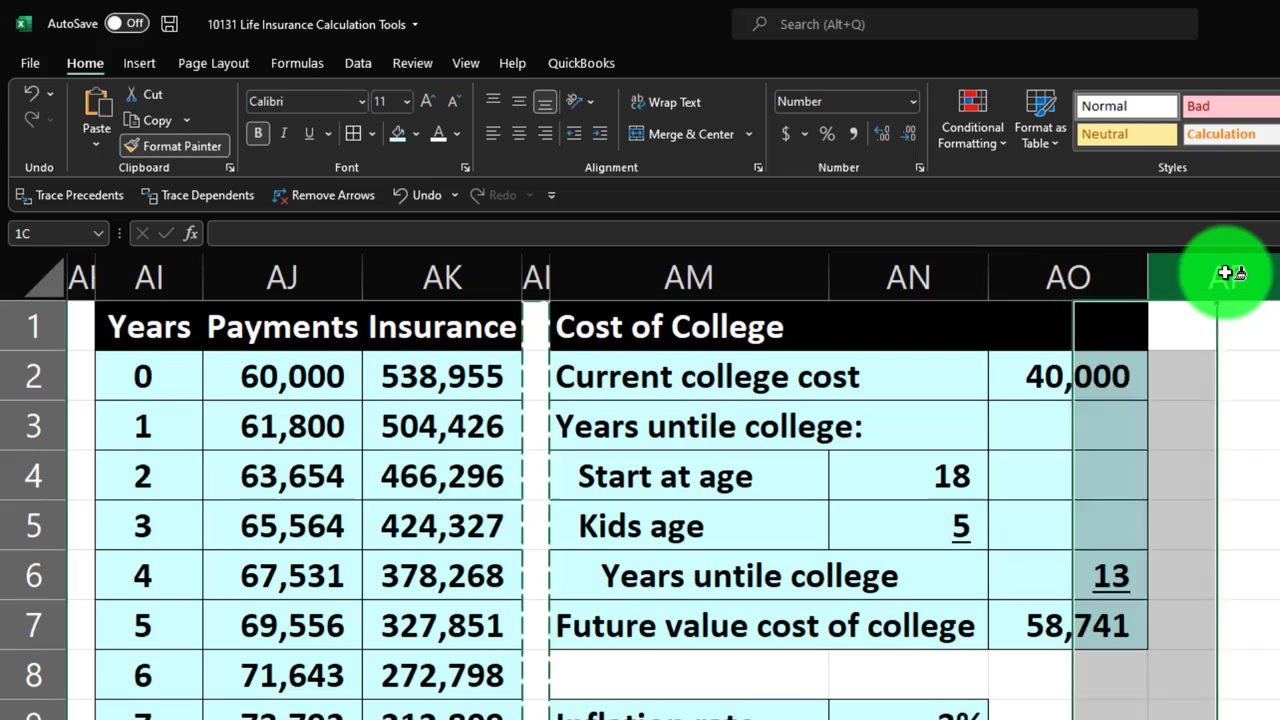 AutoSave Off 10131 Life Insurance Calculation Tools Search (Alt+Q)
File Home Insert Page Layout Formulas Data Review View Help QuickBooks
Cut Calibri 11 Wrap Text Number Normal Bad
Paste Copy Merge & Center Conditional Formatting Format as Table Neutral Calculation
Format Painter
Undo Clipboard Font Alignment Number Styles
Trace Precedents Trace Dependents Remove Arrows Undo Redo
1C fx
AI AJ AK AM AN AO
1 Years Payments Insurance Cost of College
2 0 60,000 538,955 Current college cost 40,000
3 1 61,800 504,426 Years untile college:
4 2 63,654 466,296 Start at age 18
5 3 65,564 424,327 Kids age 5
6 4 67,531 378,268 Years untile college 13
7 5 69,556 327,851 Future value cost of college 58,741
8 6 71,643 272,798